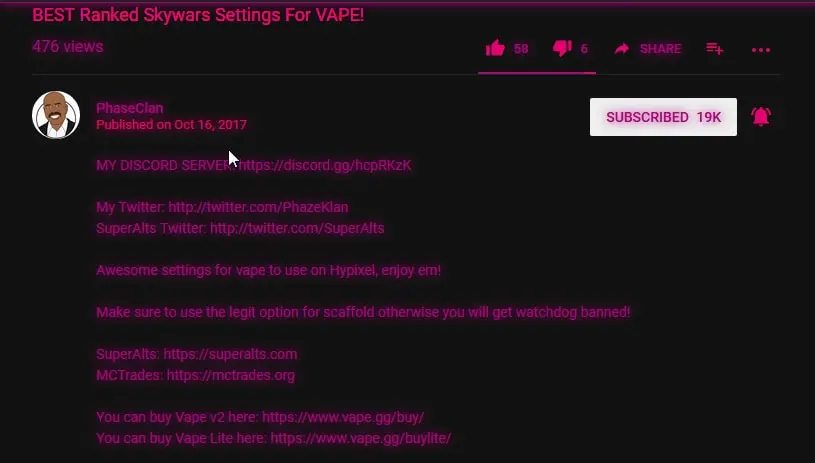 BEST Ranked Skywars Settings For VAPE!
476 views
58 6 SHARE
PhaseClan
Published on Oct 16, 2017
SUBSCRIBED 19K
MY DISCORD SERVER: https://discord.gg/hcpRKzK
My Twitter: http://twitter.com/PhazeKlan
SuperAlts Twitter: http://twitter.com/SuperAlts
Awesome settings for vape to use on Hypixel, enjoy em!
Make sure to use the legit option for scaffold otherwise you will get watchdog banned!
SuperAlts: https://superalts.com
MCTrades: https://mctrades.org
You can buy Vape v2 here: https://www.vape.gg/buy/
You can buy Vape Lite here: https://www.vape.gg/buylite/